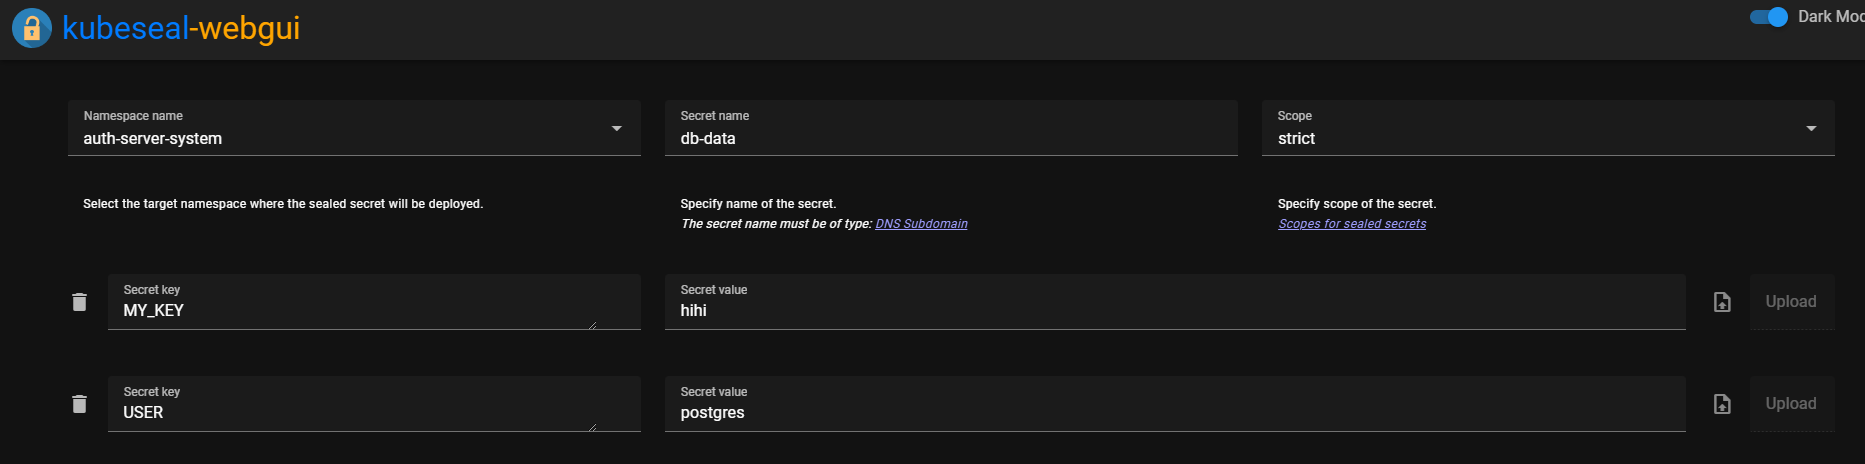 kubeseal-webgui
Dark Mod
Namespace name
auth-server-system
Secret name
db-data
Scope
strict
Select the target namespace where the sealed secret will be deployed.
Specify name of the secret.
The secret name must be of type: DNS Subdomain
Specify scope of the secret.
Scopes for sealed secrets
Secret key
MY_KEY
Secret value
hihi
Upload
Secret key
USER
Secret value
postgres
Upload